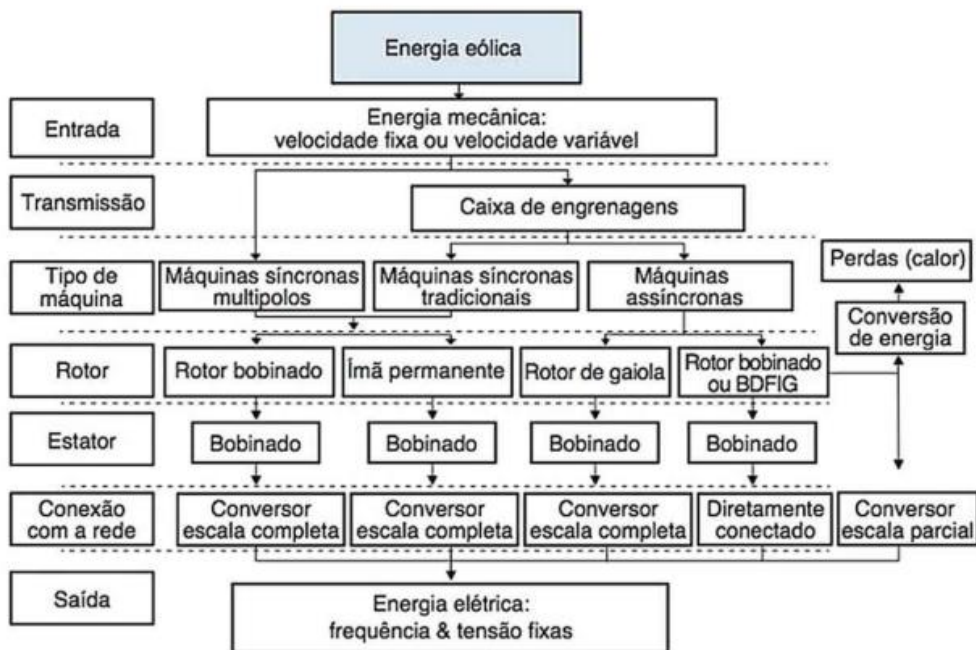 Energia eólica
Entrada
Energia mecânica:
velocidade fixa ou velocidade variável
Transmissão
Caixa de engrenagens
Tipo de
máquina
Máquinas síncronas
multipolos
Máquinas síncronas
tradicionais
Máquinas
assíncronas
Perdas (calor)
Conversão
de energia
Rotor
Rotor bobinado
Ímã permanente
Rotor de gaiola
Rotor bobinado
ou BDFIG
Estator
Bobinado
Bobinado
Bobinado
Bobinado
Conexão
com a rede
Conversor
escala completa
Conversor
escala completa
Conversor
escala completa
Diretamente
conectado
Conversor
escala parcial
Saída
Energia elétrica:
frequência & tensão fixas